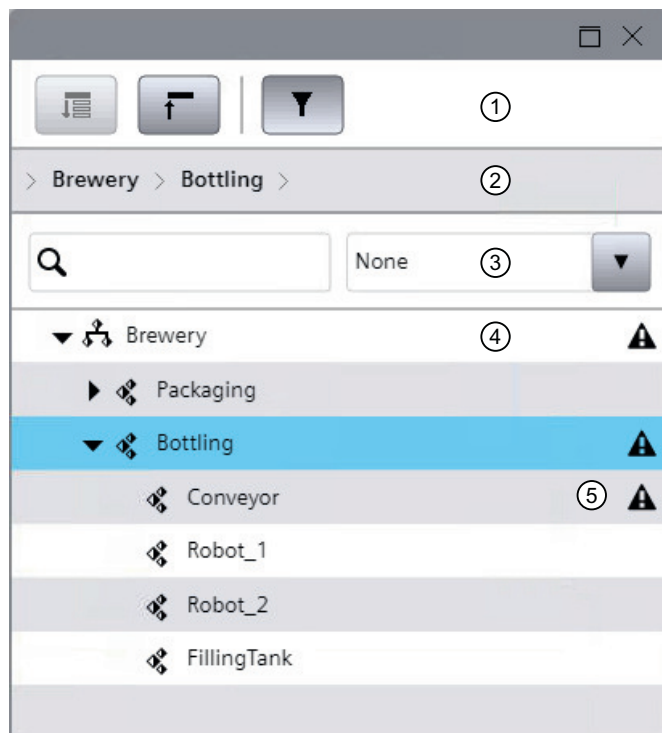 ①
> Brewery > Bottling > ②
None ③
Brewery ④
Packaging
Bottling
Conveyor ⑤
Robot_1
Robot_2
FillingTank